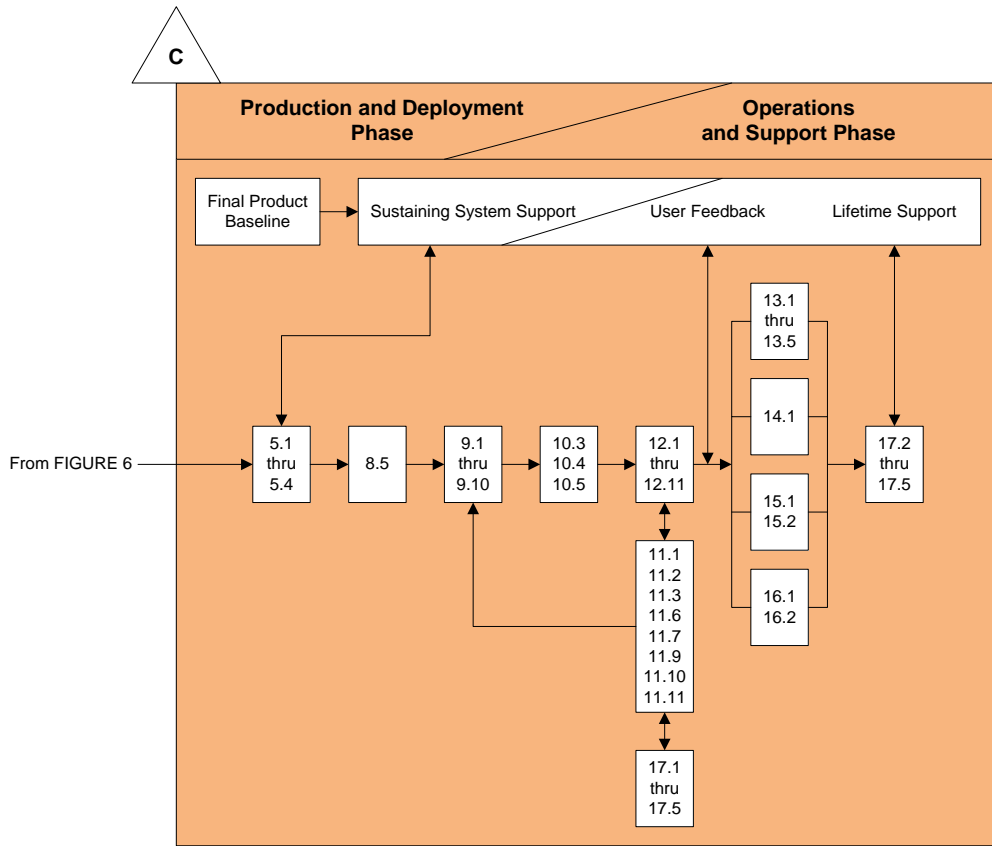 C
Production and Deployment
Phase
Operations
and Support Phase
Final Product
Baseline
Sustaining System Support
User Feedback
Lifetime Support
13.1
thru
13.5
14.1
From FIGURE 6
5.1
thru
5.4
8.5
9.1
thru
9.10
10.3
10.4
10.5
12.1
thru
12.11
17.2
thru
17.5
15.1
15.2
16.1
16.2
11.1
11.2
11.3
11.6
11.7
11.9
11.10
11.11
17.1
thru
17.5